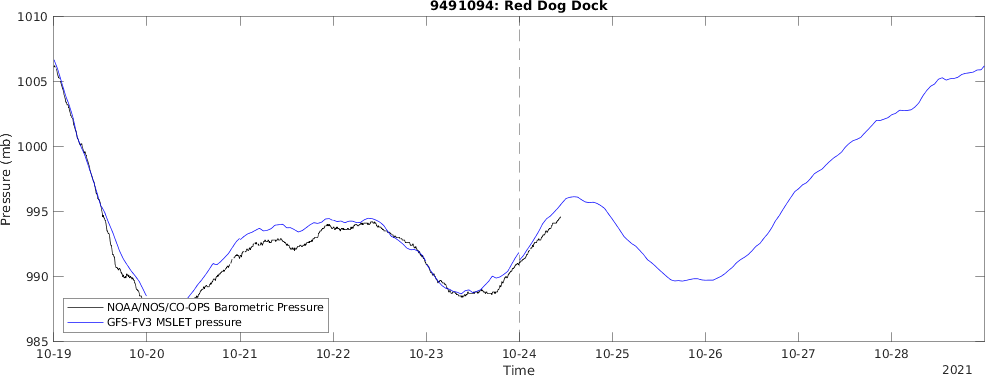 9491094: Red Dog Dock
1010
1005
1000
995
990
985
Pressure (mb)
NOAA/NOS/CO-OPS Barometric Pressure
GFS-FV3 MSLET pressure
10-19 10-20 10-21 10-22 10-23 10-24 10-25 10-26 10-27 10-28
Time
2021